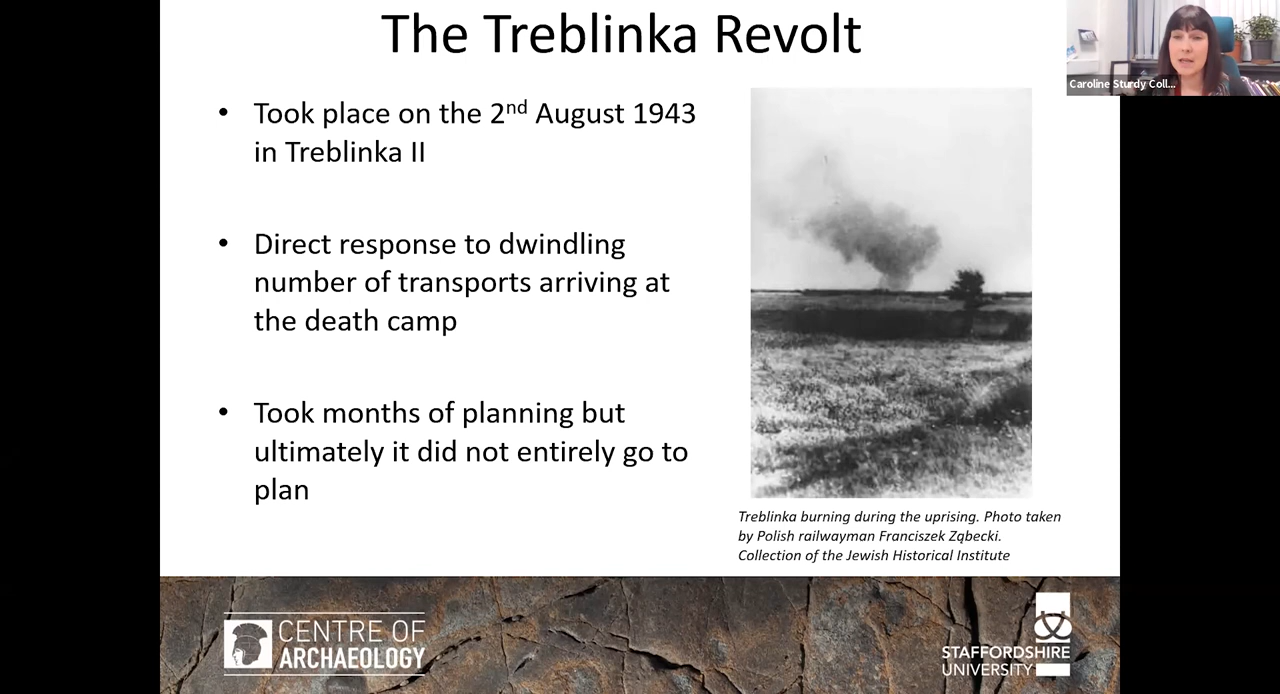 The Treblinka Revolt
Caroline Sturdy Coll...
• Took place on the 2nd August 1943
in Treblinka II
• Direct response to dwindling
number of transports arriving at
the death camp
• Took months of planning but
ultimately it did not entirely go to
plan
Treblinka burning during the uprising. Photo taken
by Polish railwayman Franciszek Ząbecki.
Collection of the Jewish Historical Institute
CENTRE OF
ARCHAEOLOGY
STAFFORDSHIRE
UNIVERSITY